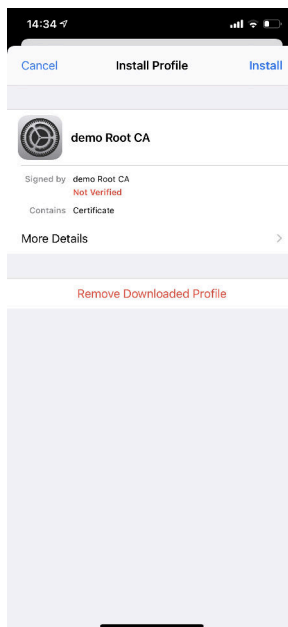 14:34
Cancel Install Profile Install
demo Root CA
Signed by demo Root CA
Not Verified
Contains Certificate
More Details
Remove Downloaded Profile